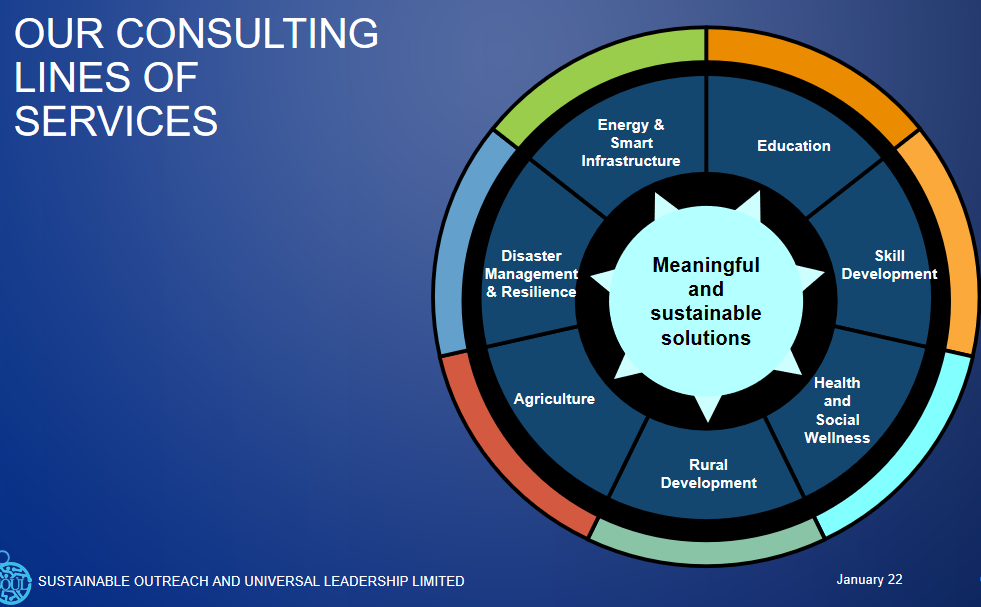 OUR CONSULTING
LINES OF
SERVICES
Energy &
Smart
Infrastructure
Education
Disaster
Management
& Resilience
Skill
Development
Meaningful
and
sustainable
solutions
Agriculture
Health
and
Social
Wellness
Rural
Development
SOUL
SUSTAINABLE OUTREACH AND UNIVERSAL LEADERSHIP LIMITED
January 22